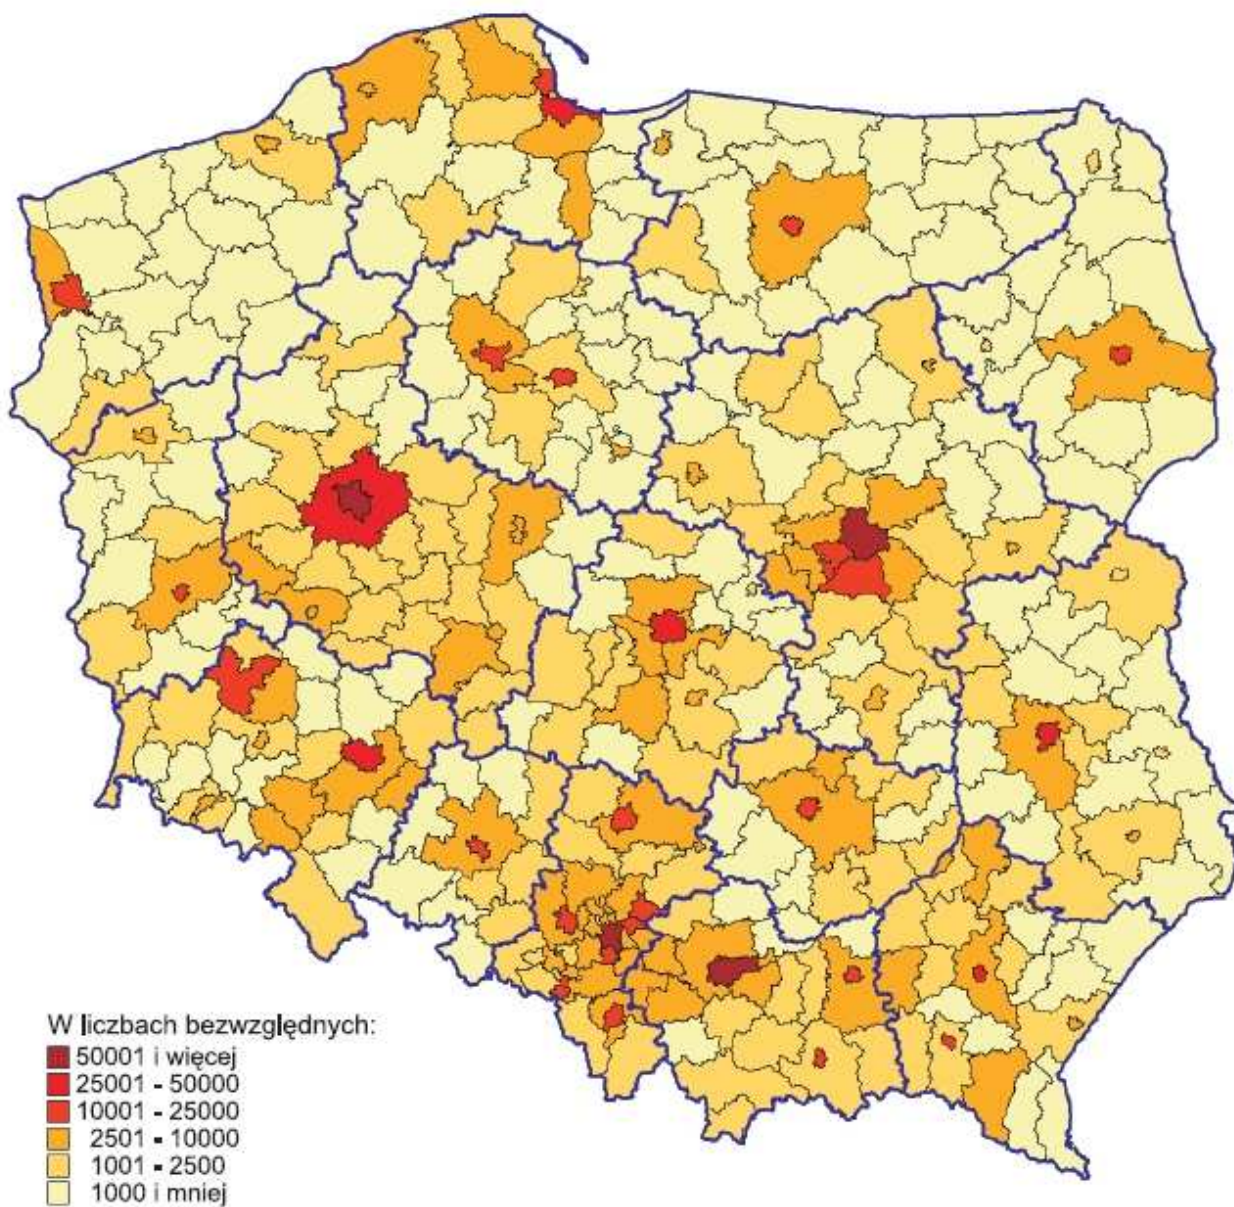 W liczbach bezwzględnych:
50001 i więcej
25001 - 50000
10001 - 25000
2501 - 10000
1001 - 2500
1000 i mniej